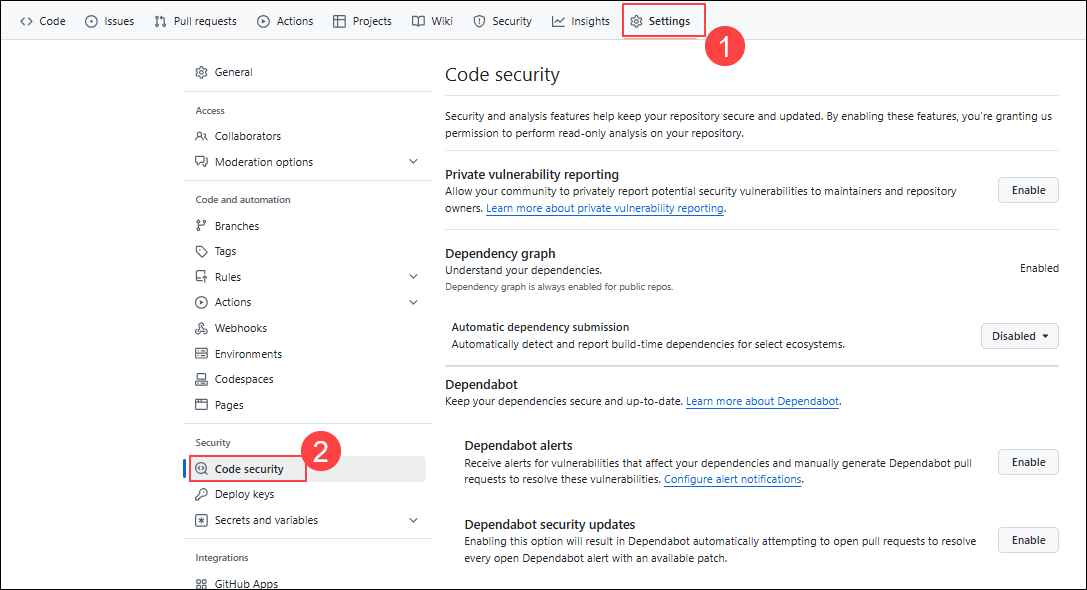 Code Issues Pull requests Actions Projects Wiki Security Insights Settings
1
General
Access
Collaborators
Moderation options
Code and automation
Branches
Tags
Rules
Actions
Webhooks
Environments
Codespaces
Pages
Security
2
Code security
Deploy keys
Secrets and variables
Integrations
GitHub Apps
Code security
Security and analysis features help keep your repository secure and updated. By enabling these features, you're granting us
permission to perform read-only analysis on your repository.
Private vulnerability reporting
Allow your community to privately report potential security vulnerabilities to maintainers and repository
owners. Learn more about private vulnerability reporting.
Enable
Dependency graph
Understand your dependencies.
Dependency graph is always enabled for public repos.
Enabled
Automatic dependency submission
Automatically detect and report build-time dependencies for select ecosystems.
Disabled
Dependabot
Keep your dependencies secure and up-to-date. Learn more about Dependabot.
Dependabot alerts
Receive alerts for vulnerabilities that affect your dependencies and manually generate Dependabot pull
requests to resolve these vulnerabilities. Configure alert notifications.
Enable
Dependabot security updates
Enabling this option will result in Dependabot automatically attempting to open pull requests to resolve
every open Dependabot alert with an available patch.
Enable